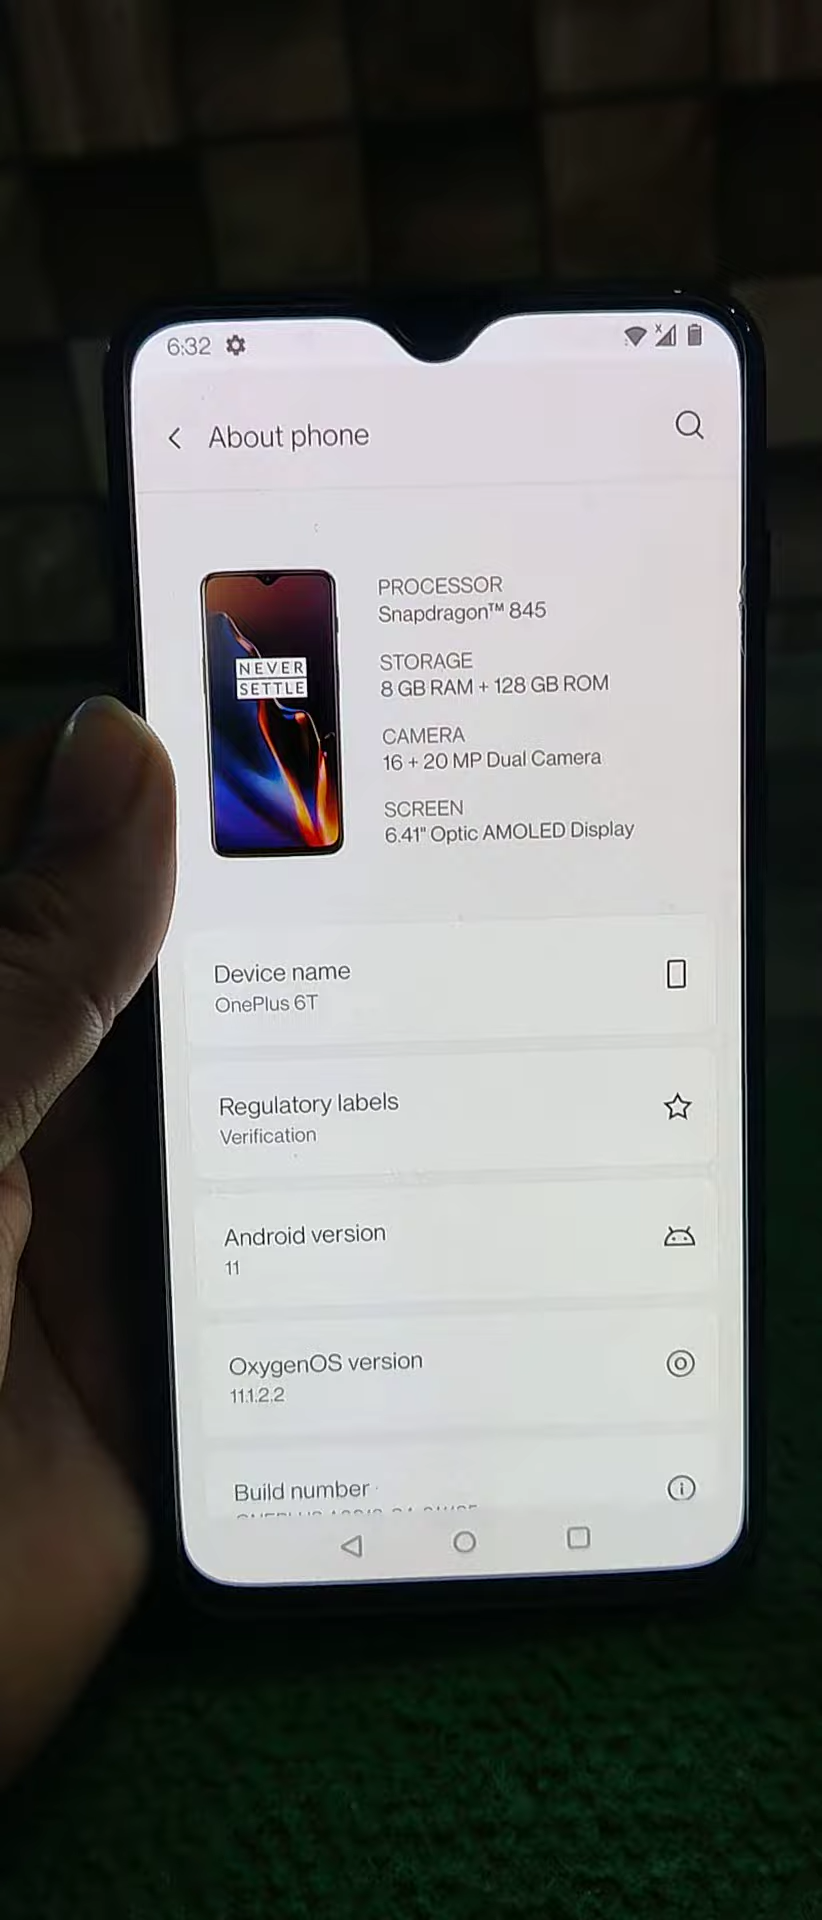 6:32
About phone
NEVER
SETTLE
PROCESSOR
Snapdragon™ 845
STORAGE
8 GB RAM + 128 GB ROM
CAMERA
16 + 20 MP Dual Camera
SCREEN
6.41" Optic AMOLED Display
Device name
OnePlus 6T
Regulatory labels
Verification
Android version
11
OxygenOS version
11.1.2.2
Build number